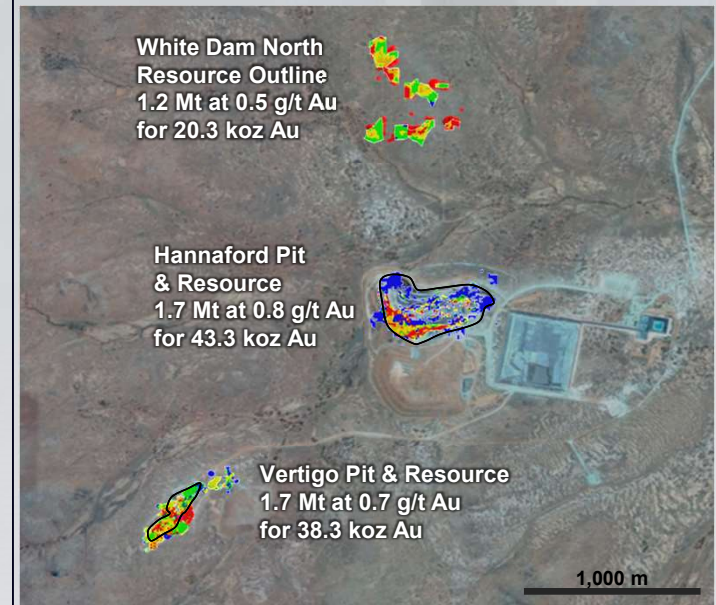 White Dam North
Resource Outline
1.2 Mt at 0.5 g/t Au
for 20.3 koz Au
Hannaford Pit
& Resource
1.7 Mt at 0.8 g/t Au
for 43.3 koz Au
Vertigo Pit & Resource
1.7 Mt at 0.7 g/t Au
for 38.3 koz Au
1,000 m